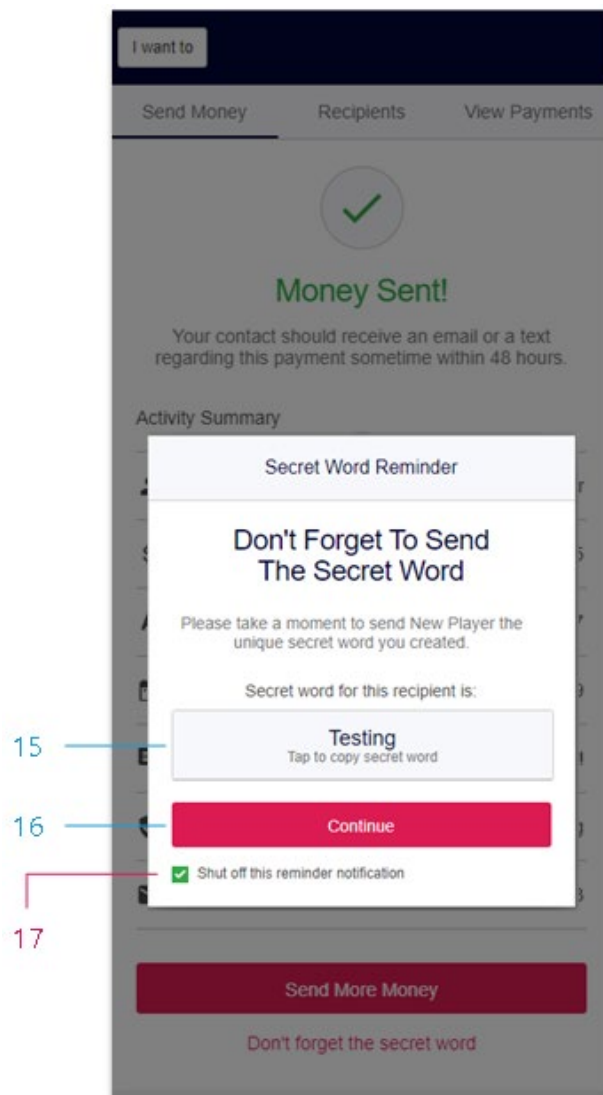 I want to
Send Money Recipients View Payments
Money Sent!
Your contact should receive an email or a text
regarding this payment sometime within 48 hours.
Activity Summary
Secret Word Reminder
Don't Forget To Send
The Secret Word
Please take a moment to send New Player the
unique secret word you created.
Secret word for this recipient is:
15
Testing
Tap to copy secret word
16
Continue
Shut off this reminder notification
17
Send More Money
Don't forget the secret word